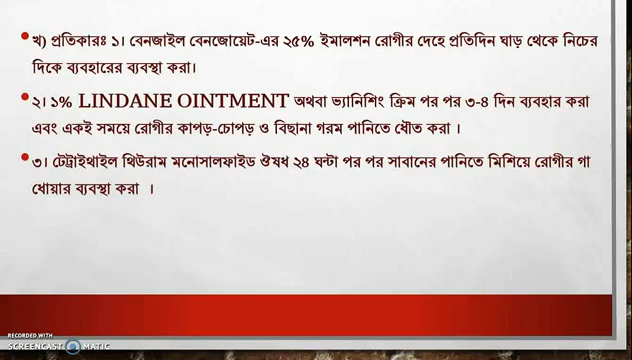 খ) প্রতিকারঃ ১। বেনজাইল বেনজোয়েট-এর ২৫% ইমালশন রোগীর দেহে প্রতিদিন ঘাড় থেকে নিচের
দিকে ব্যবহারের ব্যবস্থা করা।
২। ১% LINDANE OINTMENT অথবা ভ্যানিশিং ক্রিম পর পর ৩-৪ দিন ব্যবহার করা
এবং একই সময়ে রোগীর কাপড়-চোপড় ও বিছানা গরম পানিতে ধৌত করা ।
৩। টেট্রাইথাইল থিউরাম মনোসালফাইড ঔষধ ২৪ ঘন্টা পর পর সাবানের পানিতে মিশিয়ে রোগীর গা
ধোয়ার ব্যবস্থা করা ।
RECORDED WITH
SCREENCAST MATIC